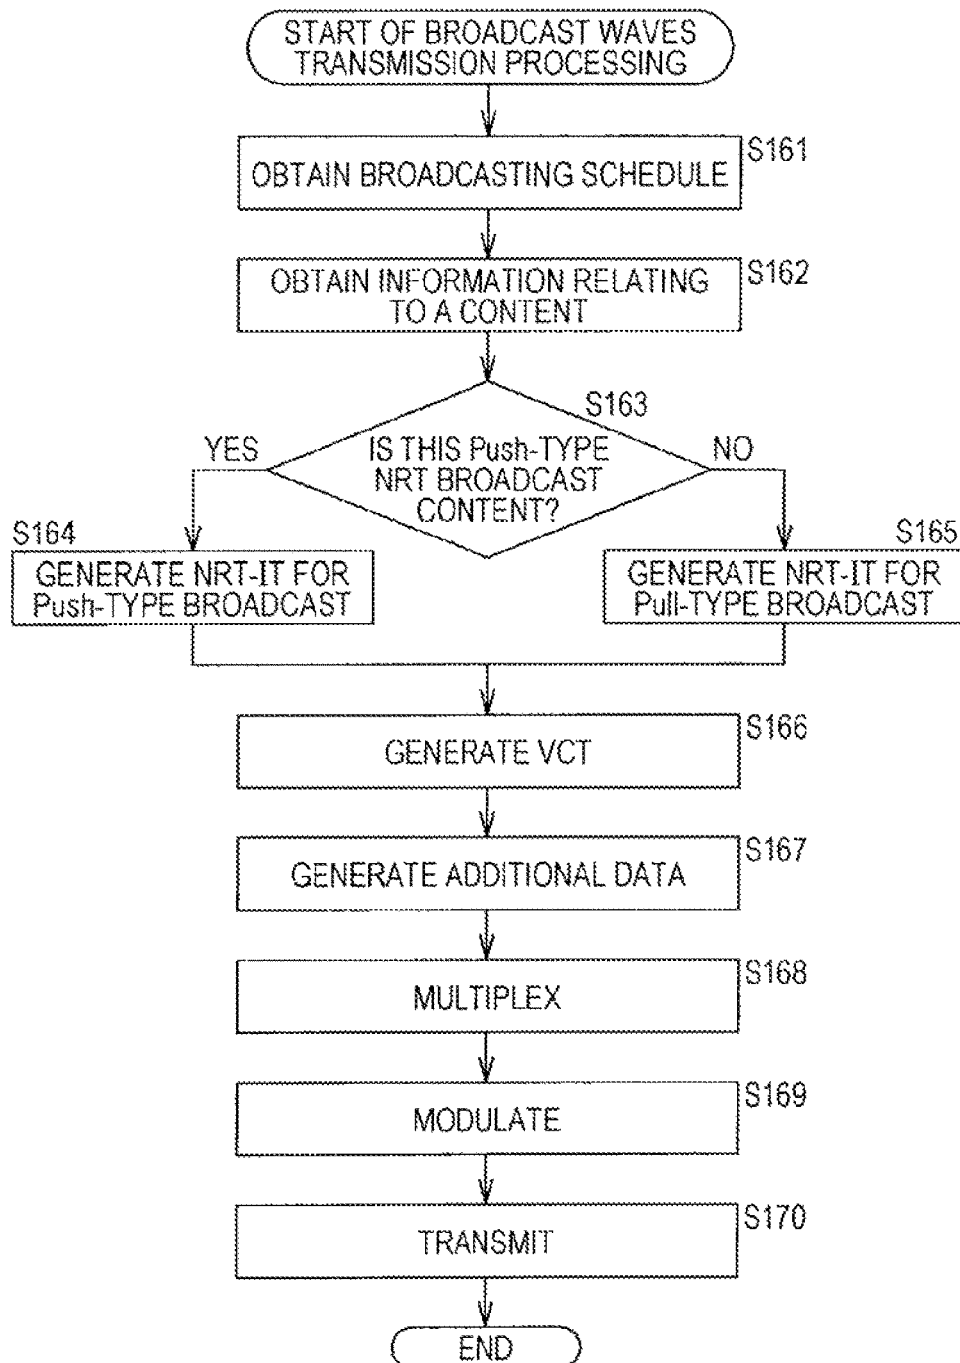 START OF BROADCAST WAVES
TRANSMISSION PROCESSING
S161
OBTAIN BROADCASTING SCHEDULE
S162
OBTAIN INFORMATION RELATING
TO A CONTENT
S163
YES
IS THIS Push-TYPE
NRT BROADCAST
CONTENT?
NO
S164
GENERATE NRT-IT FOR
Push-TYPE BROADCAST
S165
GENERATE NRT-IT FOR
Pull-TYPE BROADCAST
S166
GENERATE VCT
S167
GENERATE ADDITIONAL DATA
S168
MULTIPLEX
S169
MODULATE
S170
TRANSMIT
END